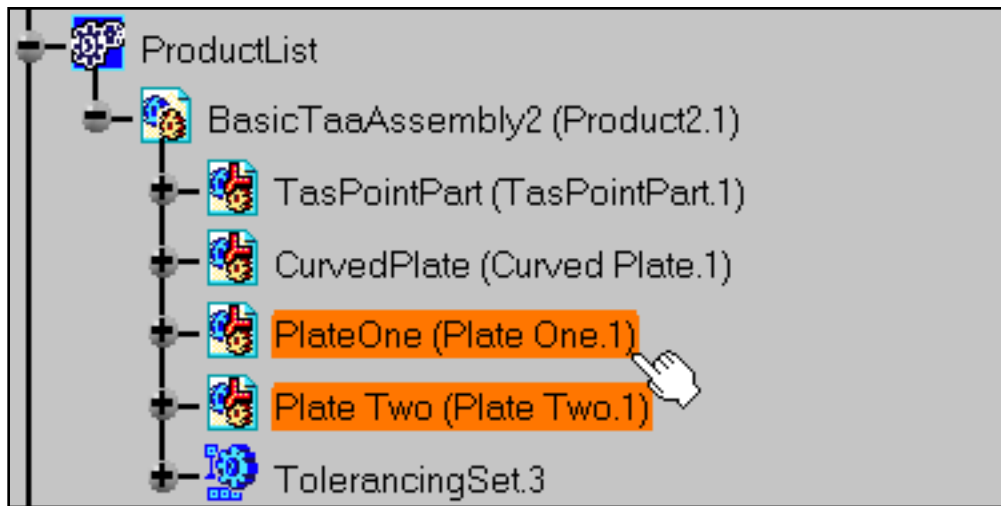 ProductList
BasicTaaAssembly2 (Product2.1)
TasPointPart (TasPointPart.1)
CurvedPlate (Curved Plate.1)
PlateOne (Plate One.1)
Plate Two (Plate Two.1)
TolerancingSet.3